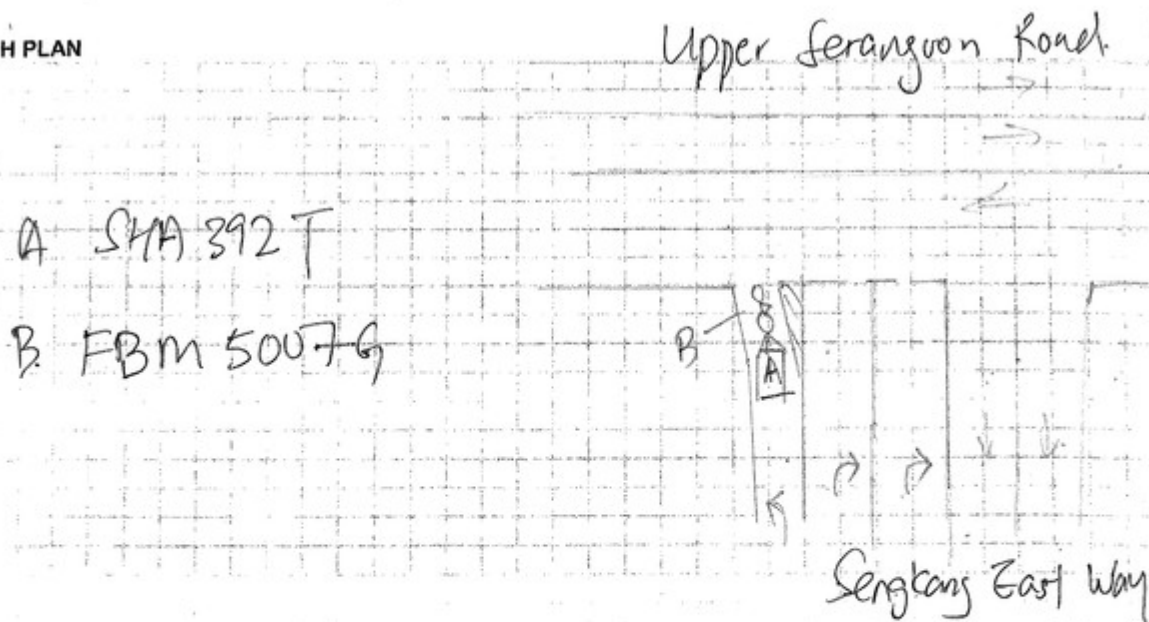 H PLAN
Upper Serangoon Road.
A SHA 392 T
B. FBM 5007 G
B
A
Sengkang East Way